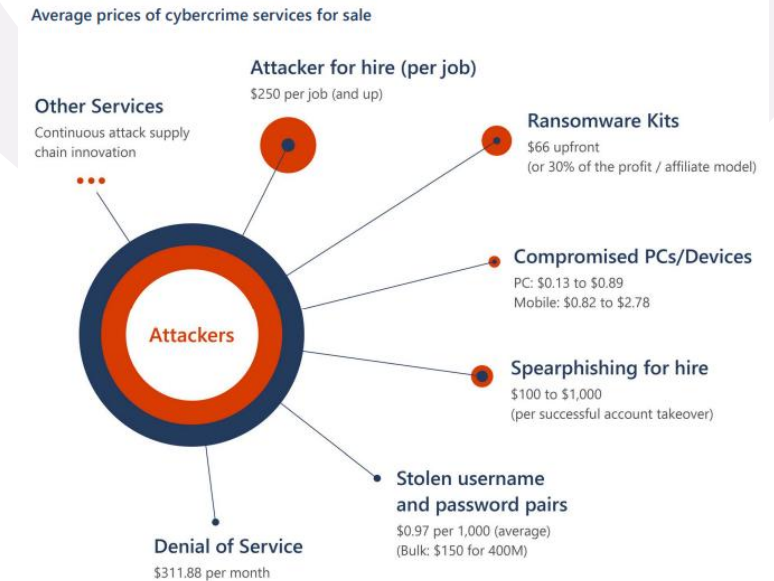 Average prices of cybercrime services for sale
Attacker for hire (per job)
$250 per job (and up)
Other Services
Continuous attack supply
chain innovation
Ransomware Kits
$66 upfront
(or 30% of the profit / affiliate model)
Compromised PCs/Devices
PC: $0.13 to $0.89
Mobile: $0.82 to $2.78
Attackers
Spearphishing for hire
$100 to $1,000
(per successful account takeover)
Stolen username
and password pairs
$0.97 per 1,000 (average)
(Bulk: $150 for 400M)
Denial of Service
$311.88 per month